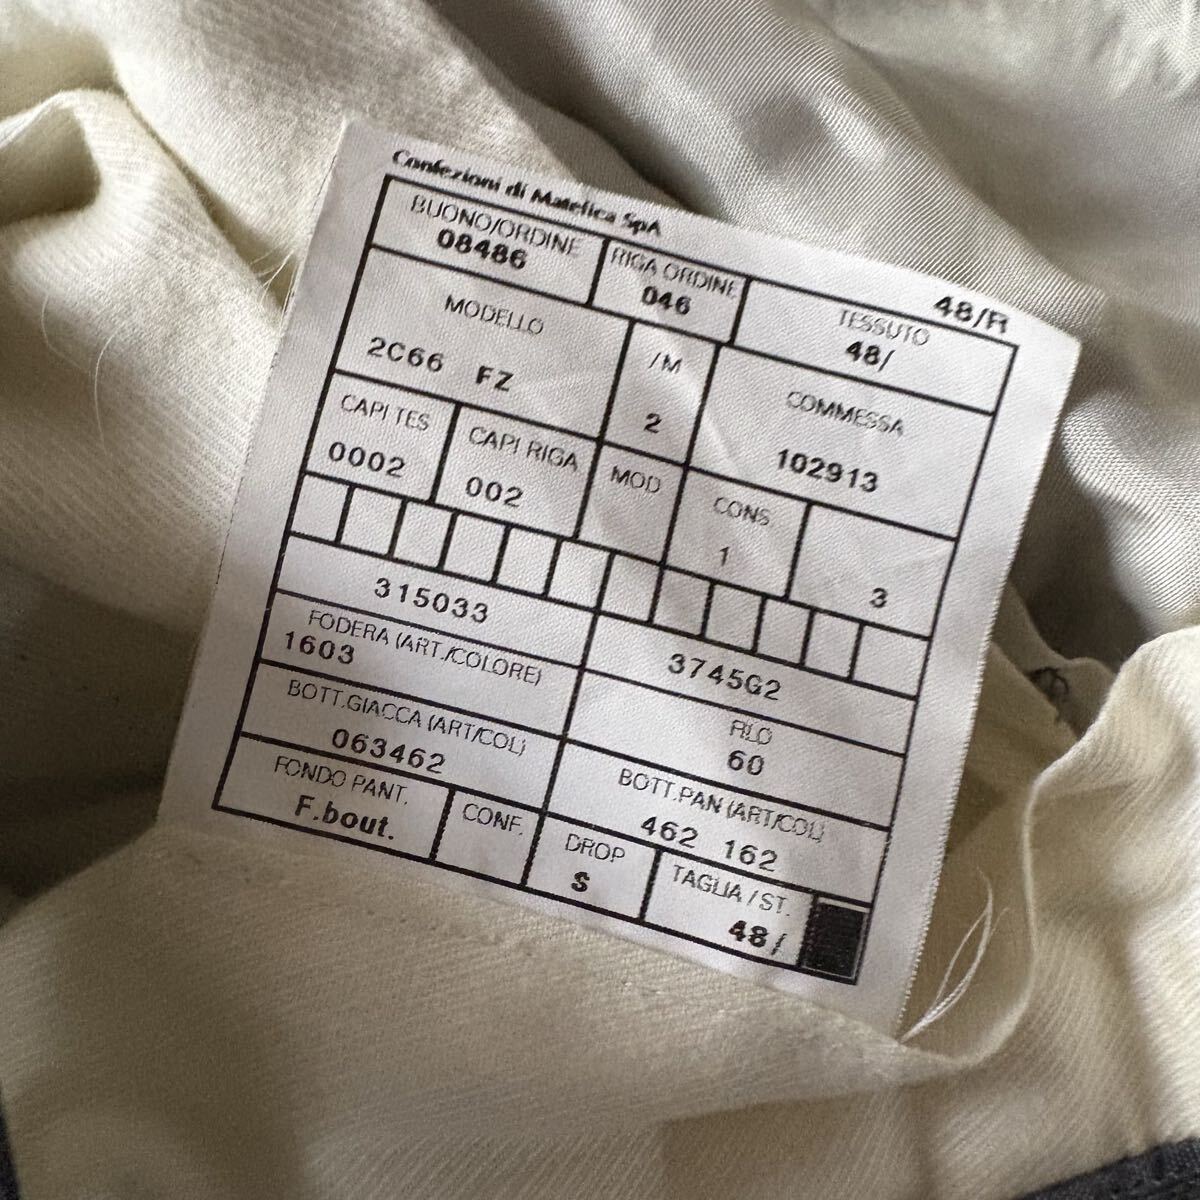 Confezioni di Matelica SpA
48/R
BUONO/ORDINE
08486
RIGA ORDINE
046
TESSUTO
48/
MODELLO
2C66 FZ
/M
2
COMMESSA
102913
CAPI TES
0002
CAPI RIGA
002
MOD
CONS.
1
3
315033
3745G2
FODERA (ART./COLORE)
1603
RLO
60
BOTT.GIACCA (ART/COL)
063462
BOTT.PAN (ART/COL)
462 162
FONDO PANT.
F.bout.
CONF.
DROP
S
TAGLIA / ST.
48/